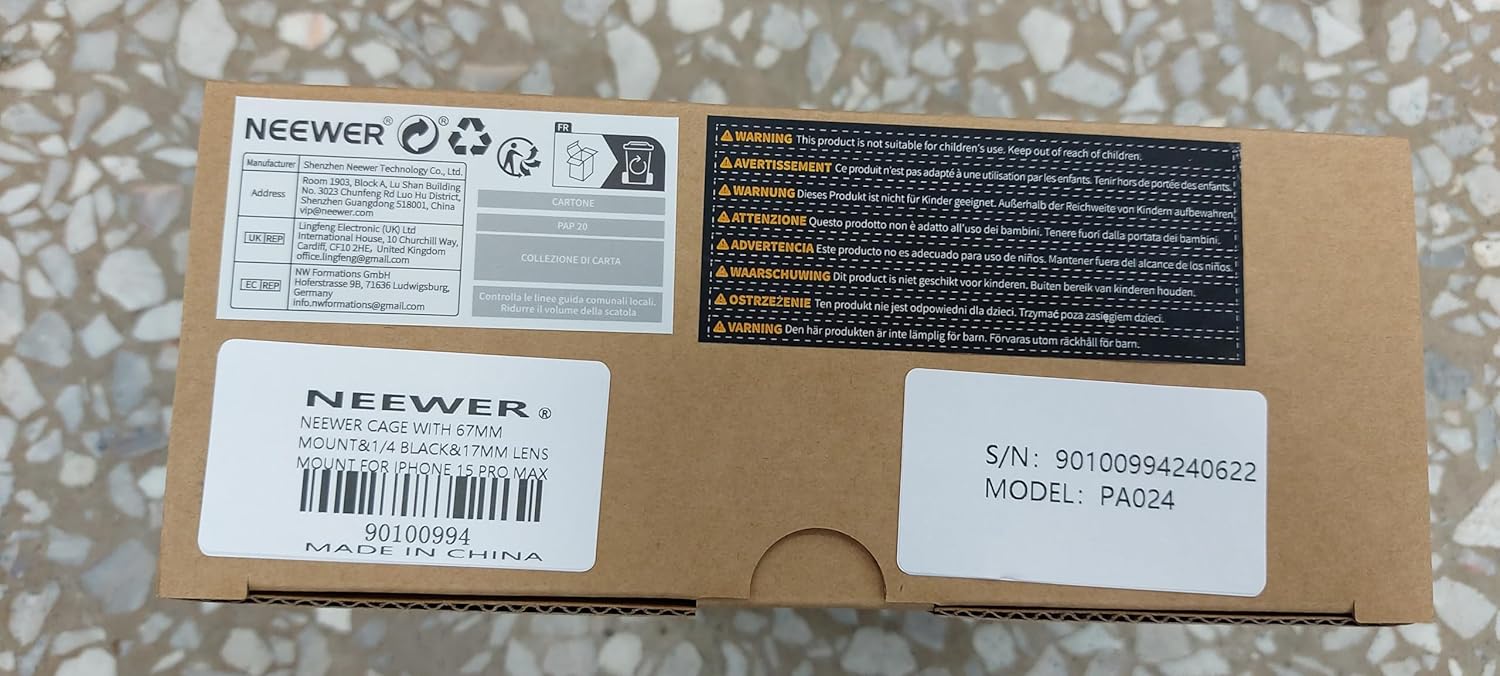 NEEWER® ®
FR
Manufacturer Shenzhen Neewer Technology Co., Ltd.
Address
Room 1903, Block A, Lu Shan Building
No. 3023 Chunfeng Rd Luo Hu District,
Shenzhen Guangdong 518001, China
vip@neewer.com
UK REP
Lingfeng Electronic (UK) Ltd
International House, 10 Churchill Way,
Cardiff, CF10 2HE, United Kingdom
office.lingfeng@gmail.com
EC REP
NW Formations GmbH
Hoferstrasse 9B, 71636 Ludwigsburg,
Germany
info.nwformations@gmail.com
CARTONE
PAP 20
COLLEZIONE DI CARTA
Controlla le linee guida comunali locali.
Ridurre il volume della scatola
WARNING This product is not suitable for children's use. Keep out of reach of children.
AVERTISSEMENT Ce produit n'est pas adapté à une utilisation par les enfants. Tenir hors de portée des enfants.
WARNUNG Dieses Produkt ist nicht für Kinder geeignet. Außerhalb der Reichweite von Kindern aufbewahren
ATTENZIONE Questo prodotto non è adatto all'uso dei bambini. Tenere fuori dalla portata dei bambini.
ADVERTENCIA Este producto no es adecuado para uso de niños. Mantener fuera del alcance de los niños.
WAARSCHUWING Dit product is niet geschikt voor kinderen. Buiten bereik van kinderen houden.
OSTRZEŻENIE Ten produkt nie jest odpowiedni dla dzieci. Trzymać poza zasięgiem dzieci.
VARNING Den här produkten är inte lämplig för barn. Förvaras utom räckhåll för barn.
NEEWER®
NEEWER CAGE WITH 67MM
MOUNT&1/4 BLACK&17MM LENS
MOUNT FOR IPHONE 15 PRO MAX
90100994
MADE IN CHINA
S/N: 90100994240622
MODEL: PA024